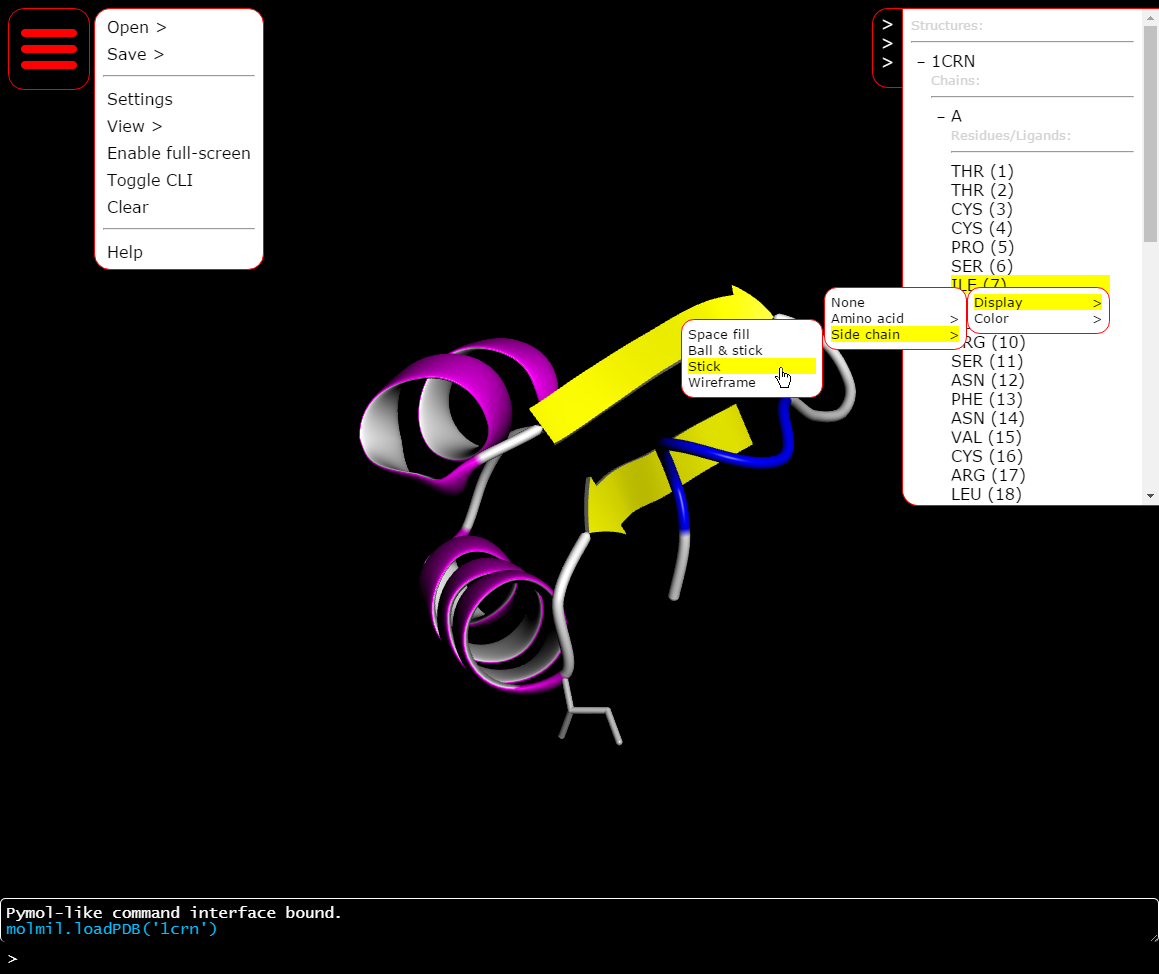 Open >
Save >
Settings
View >
Enable full-screen
Toggle CLI
Clear
Help
>
>
>
Structures:
– 1CRN
Chains:
– A
Residues/Ligands:
THR (1)
THR (2)
CYS (3)
CYS (4)
PRO (5)
SER (6)
ILE (7)
Display >
Color >
None
Amino acid >
Side chain >
Space fill
Ball & stick
Stick
Wireframe
(10)
SER (11)
ASN (12)
PHE (13)
ASN (14)
VAL (15)
CYS (16)
ARG (17)
LEU (18)
Pymol-like command interface bound.
molmil.loadPDB('1crn')
>